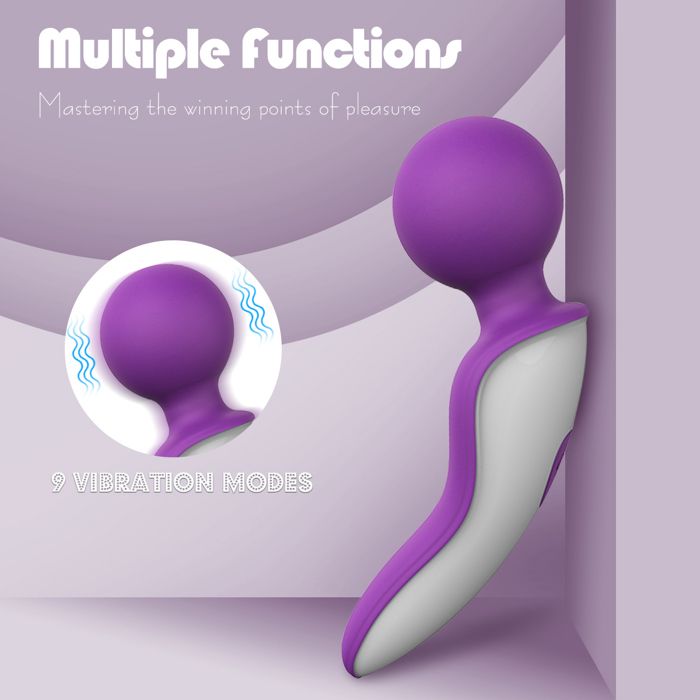 Multiple Functions
Mastering the winning points of pleasure
9 VIBRATION MODES